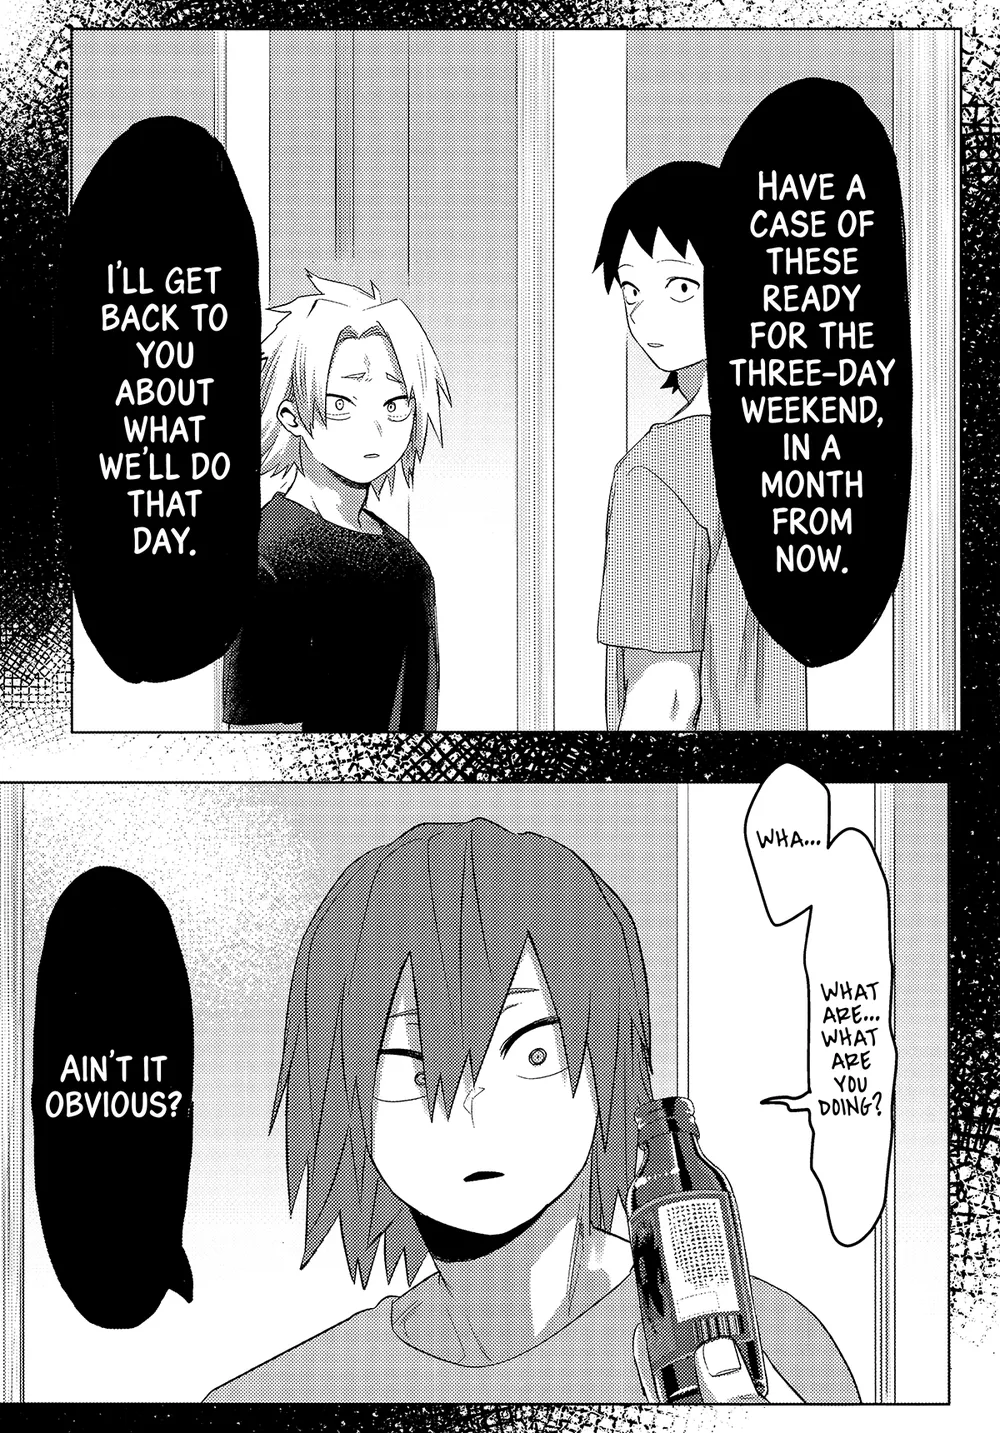 HAVE A
CASE OF
THESE
READY
FOR THE
THREE-DAY
WEEKEND,
IN A
MONTH
FROM
NOW.
I'LL GET
BACK TO
YOU
ABOUT
WHAT
WE'LL DO
THAT
DAY.
WHA...
WHAT
ARE...
WHAT
ARE
YOU
DOING?
AIN'T IT
OBVIOUS?